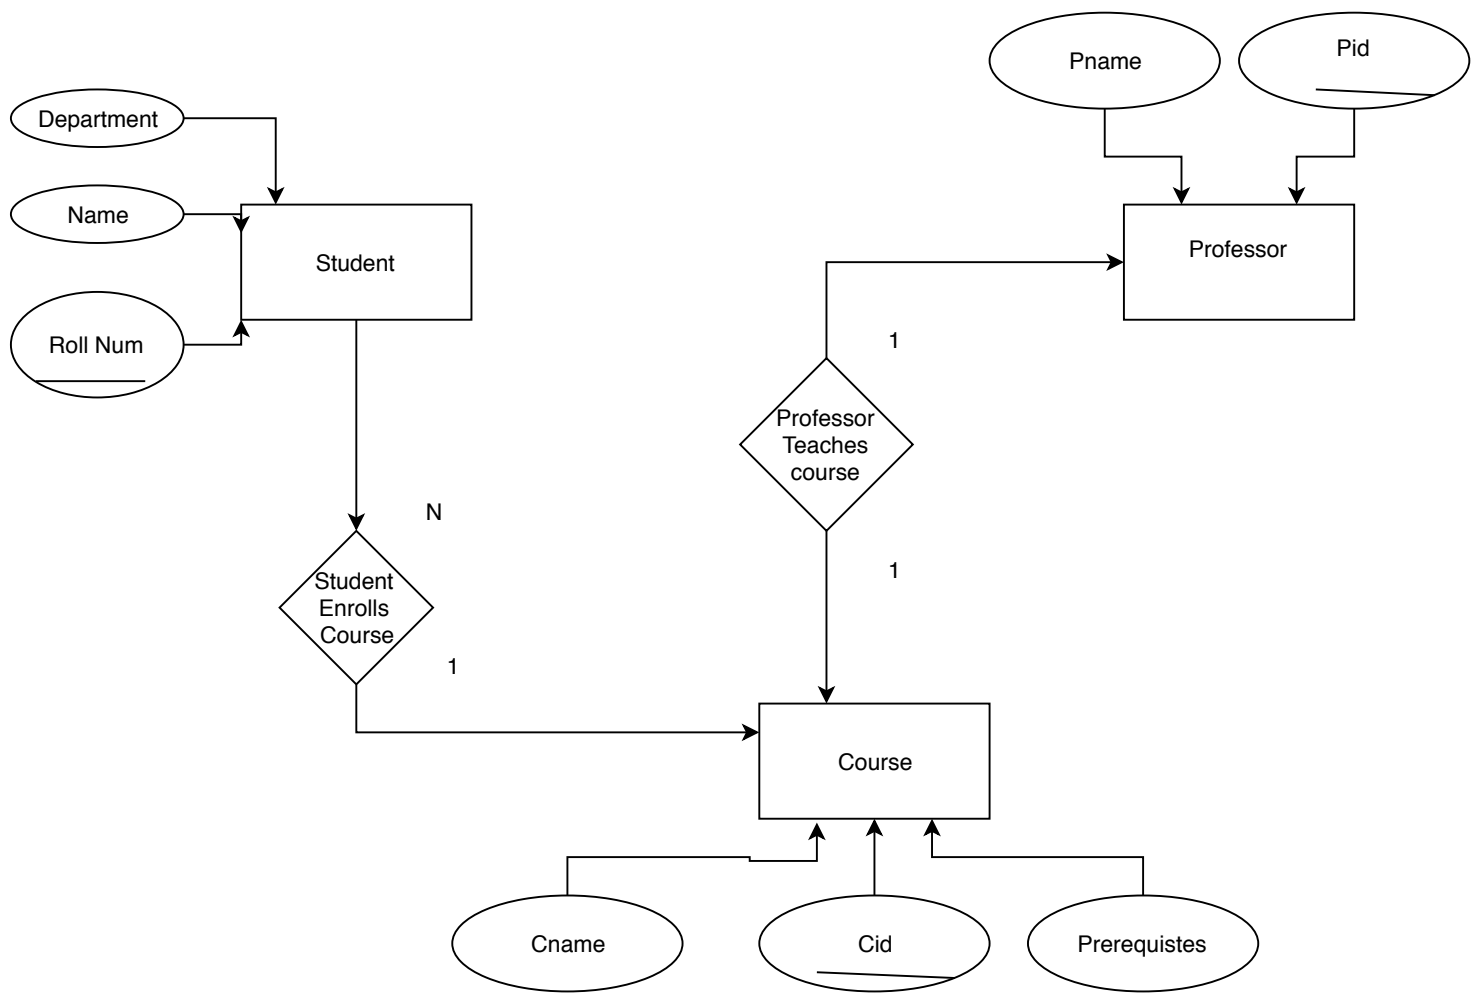 Pname
Pid
Department
Name
Student
Professor
Roll Num
1
Professor
Teaches
course
N
1
Student
Enrolls
Course
1
Course
Cname
Cid
Prerequistes